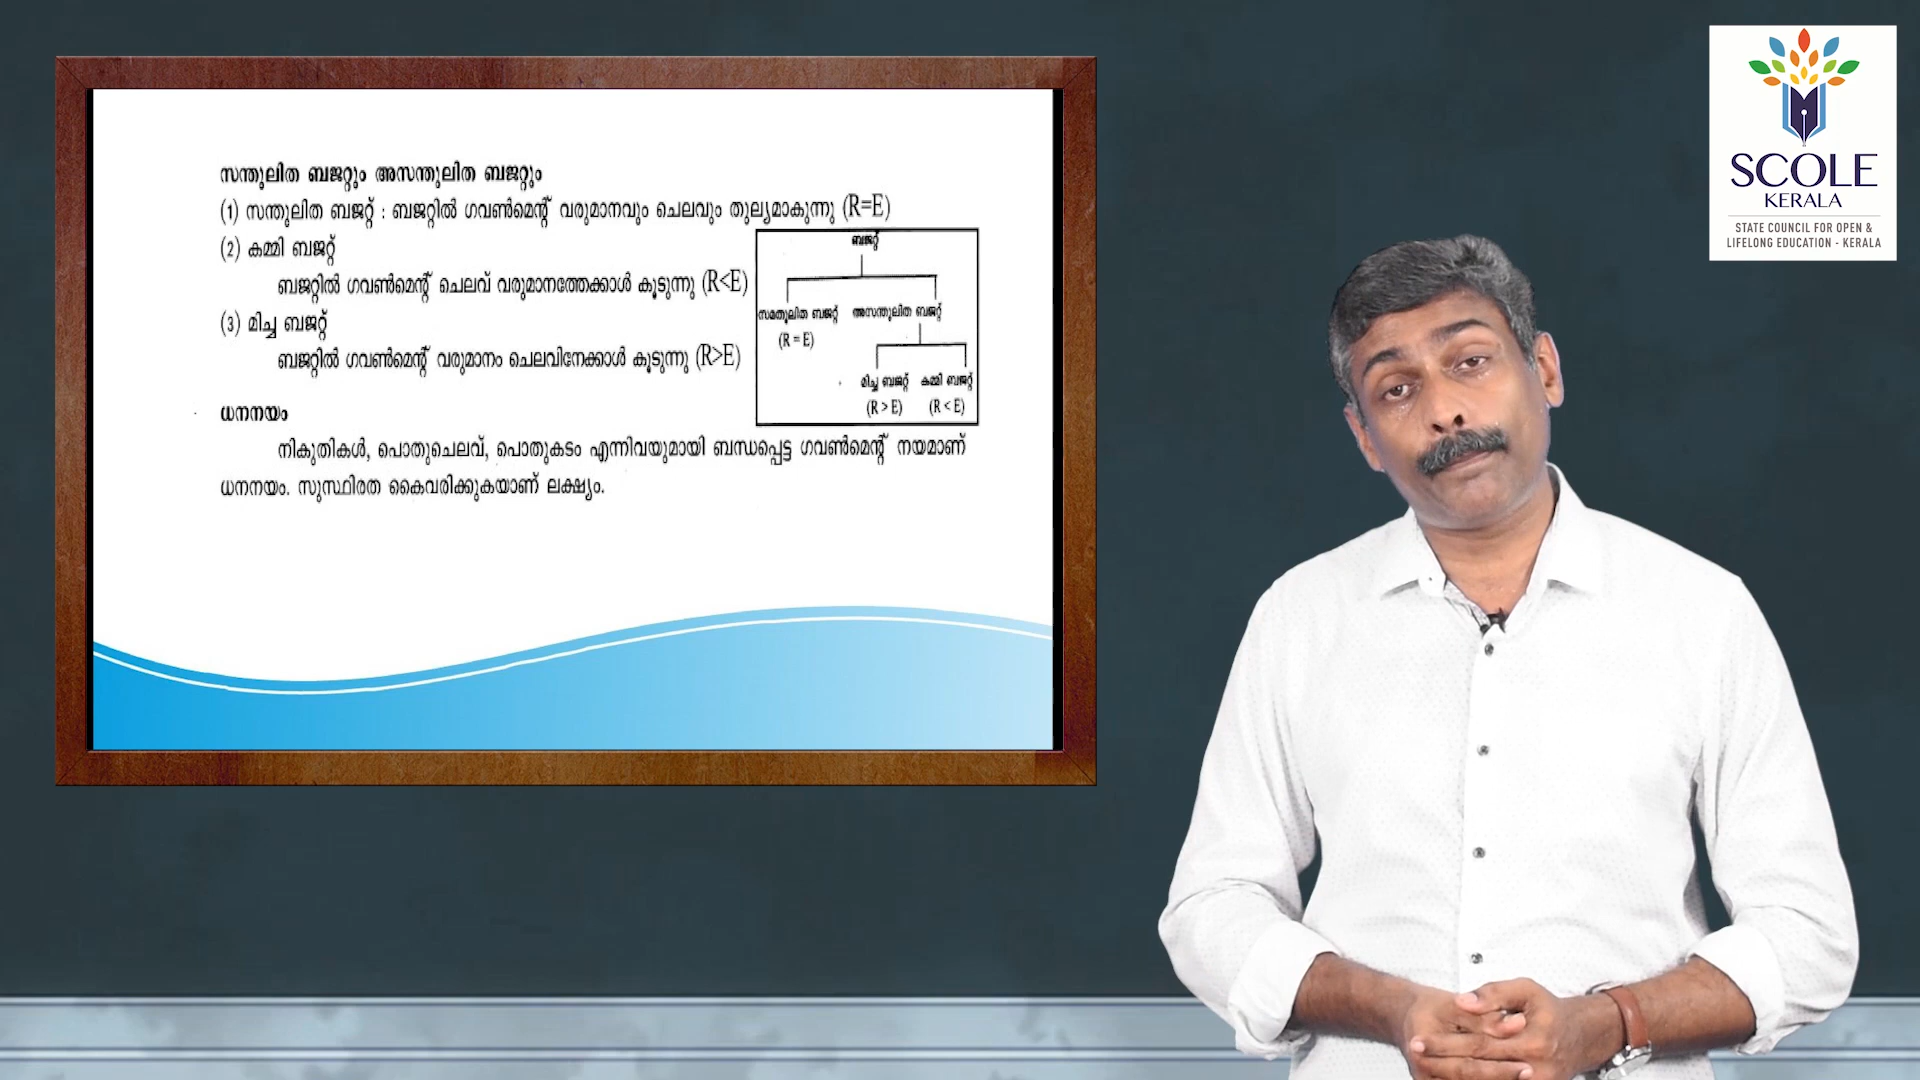 സന്തുലിത ബജറ്റും അസന്തുലിത ബജറ്റും
(1) സന്തുലിത ബജറ്റ് : ബജറ്റിൽ ഗവൺമെന്റ് വരുമാനവും ചെലവും തുല്യമാകുന്നു (R=E)
(2) കമ്മി ബജറ്റ്
ബജറ്റിൽ ഗവൺമെന്റ് ചെലവ് വരുമാനത്തേക്കാൾ കൂടുന്നു (R<E)
(3) മിച്ച ബജറ്റ്
ബജറ്റിൽ ഗവൺമെന്റ് വരുമാനം ചെലവിനേക്കാൾ കൂടുന്നു (R>E)
ബജറ്റ്
സമതുലിത ബജറ്റ് അസന്തുലിത ബജറ്റ്
(R = E)
മിച്ച ബജറ്റ് കമ്മി ബജറ്റ്
(R > E) (R < E)
ധനനയം
നികുതികൾ, പൊതുചെലവ്, പൊതുകടം എന്നിവയുമായി ബന്ധപ്പെട്ട ഗവൺമെന്റ് നയമാണ്
ധനനയം. സുസ്ഥിരത കൈവരിക്കുകയാണ് ലക്ഷ്യം.
SCOLE
KERALA
STATE COUNCIL FOR OPEN &
LIFELONG EDUCATION - KERALA